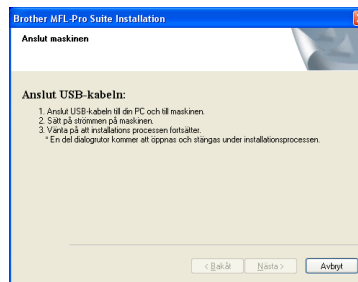 Brother MFL-Pro Suite Installation
Anslut maskinen
Anslut USB-kabeln:
1. Anslut USB-kabeln till din PC och till maskinen.
2. Sätt på strömmen på maskinen.
3. Vänta på att installations processen fortsätter.
* En del dialogrutor kommer att öppnas och stängas under installationsprocessen.
< Bakåt Nästa > Avbryt